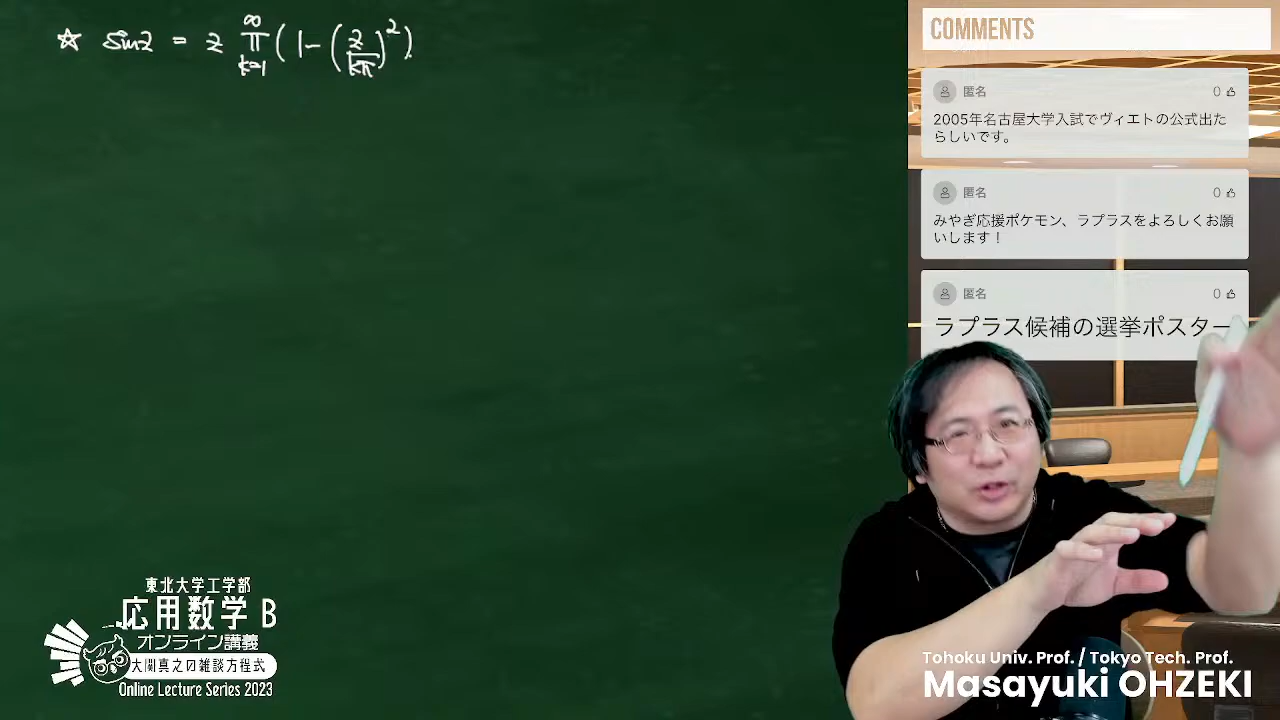 ☆ sin z = z ∞Π(k=1) ( 1 - ( z/kπ )² )
COMMENTS
匿名 0
2005年名古屋大学入試でヴィエトの公式出た
らしいです。
匿名 0
みやぎ応援ポケモン、ラプラスをよろしくお願
いします！
匿名 0
ラプラス候補の選挙ポスター
東北大学工学部
応用数学 B
オンライン講義
大関真之の雑談方程式
Online Lecture Series 2023
Tohoku Univ. Prof. / Tokyo Tech. Prof.
Masayuki OHZEKI